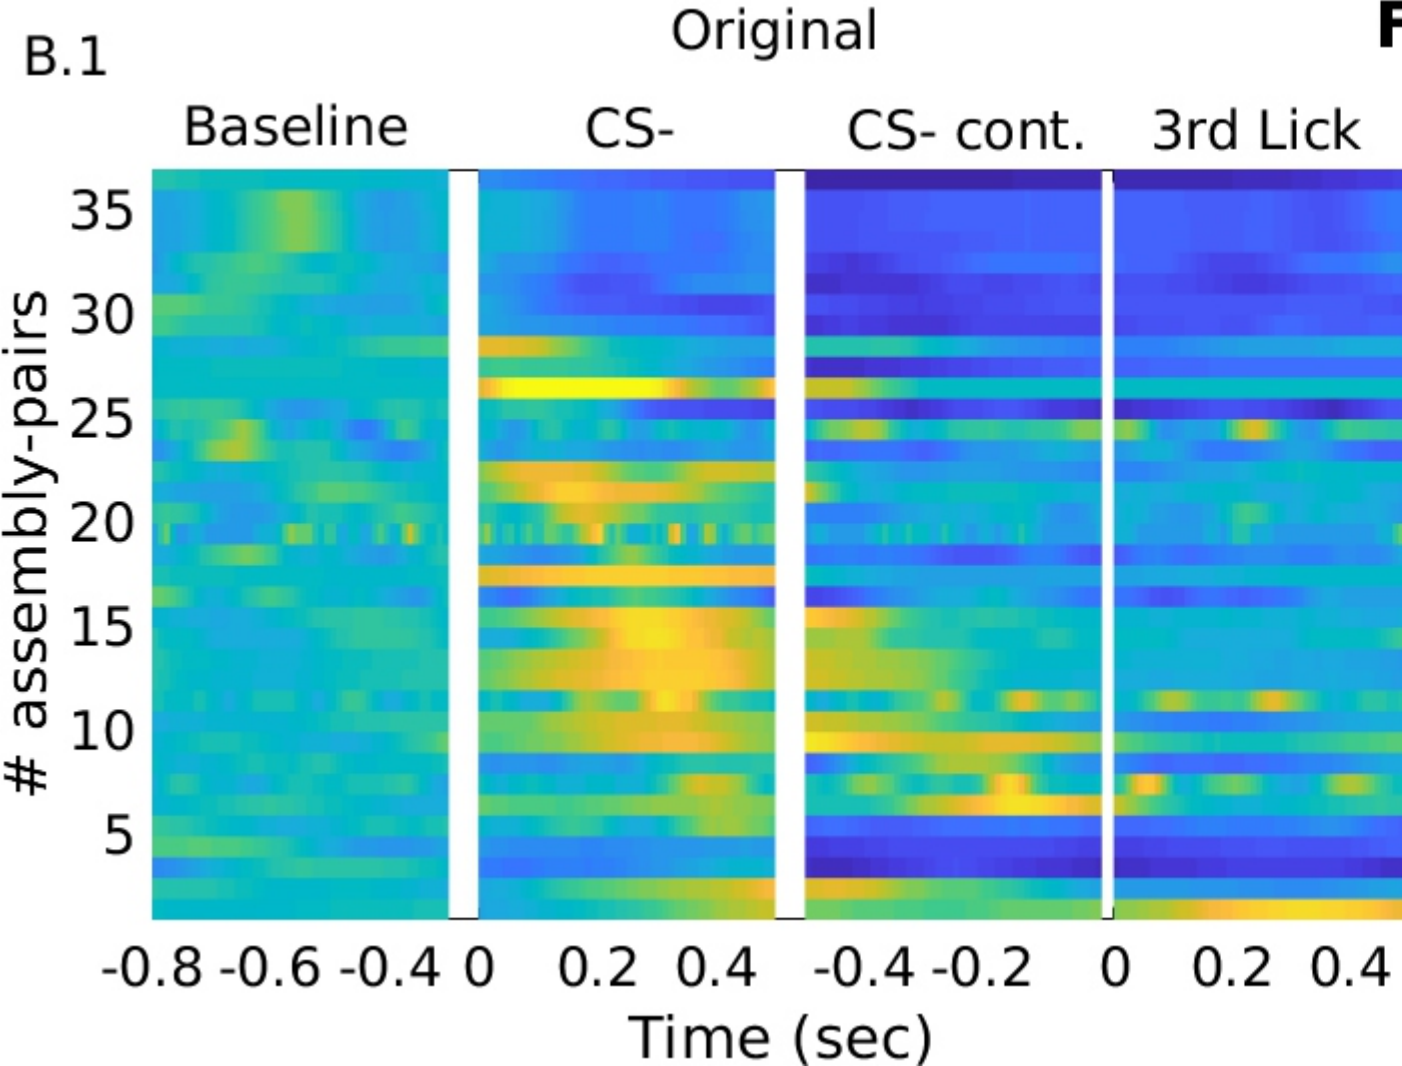 Original
F
B.1
Baseline CS- CS- cont. 3rd Lick
35
30
25
20
15
10
5
# assembly-pairs
-0.8 -0.6 -0.4 0 0.2 0.4 -0.4 -0.2 0 0.2 0.4
Time (sec)